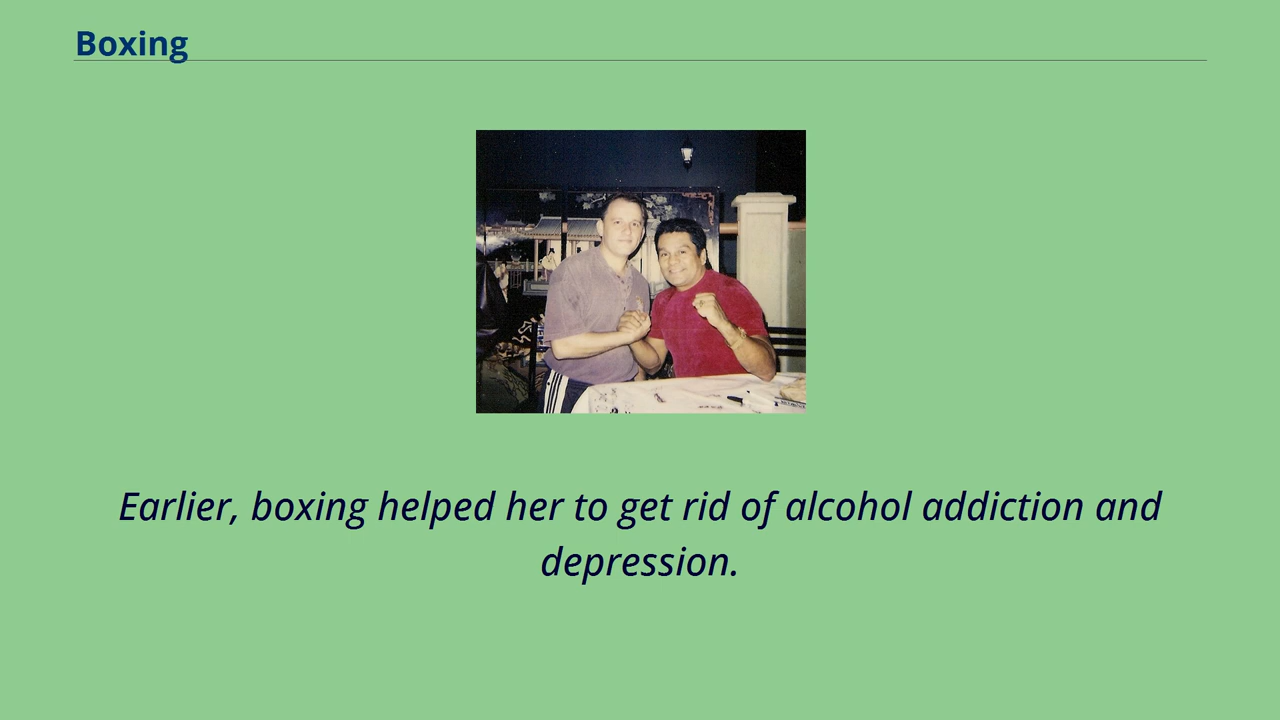 Boxing
Earlier, boxing helped her to get rid of alcohol addiction and
depression.